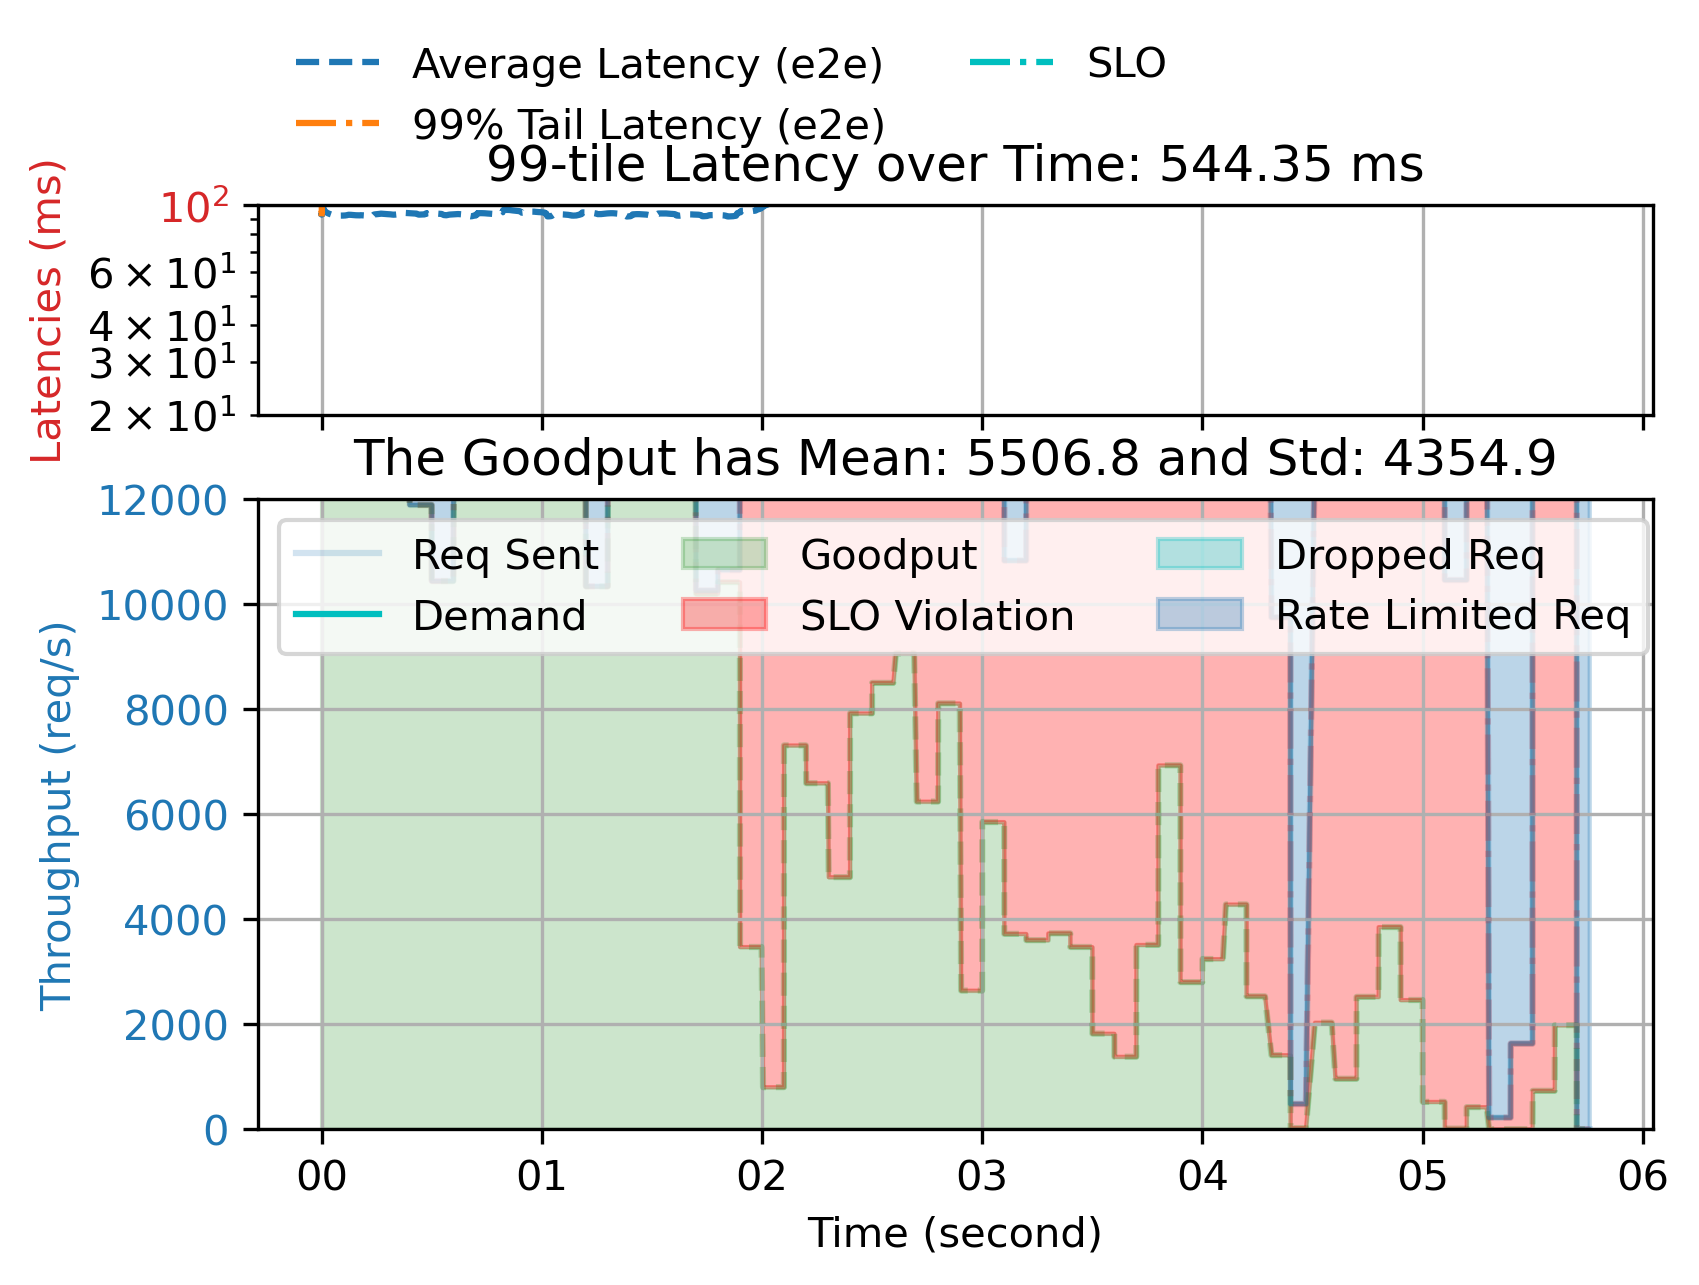 Average Latency (e2e) SLO
99% Tail Latency (e2e)
99-tile Latency over Time: 544.35 ms
Latencies (ms)
10²
6 × 10¹
4 × 10¹
3 × 10¹
2 × 10¹
The Goodput has Mean: 5506.8 and Std: 4354.9
Throughput (req/s)
12000
10000
8000
6000
4000
2000
0
Req Sent Goodput Dropped Req
Demand SLO Violation Rate Limited Req
00 01 02 03 04 05 06
Time (second)